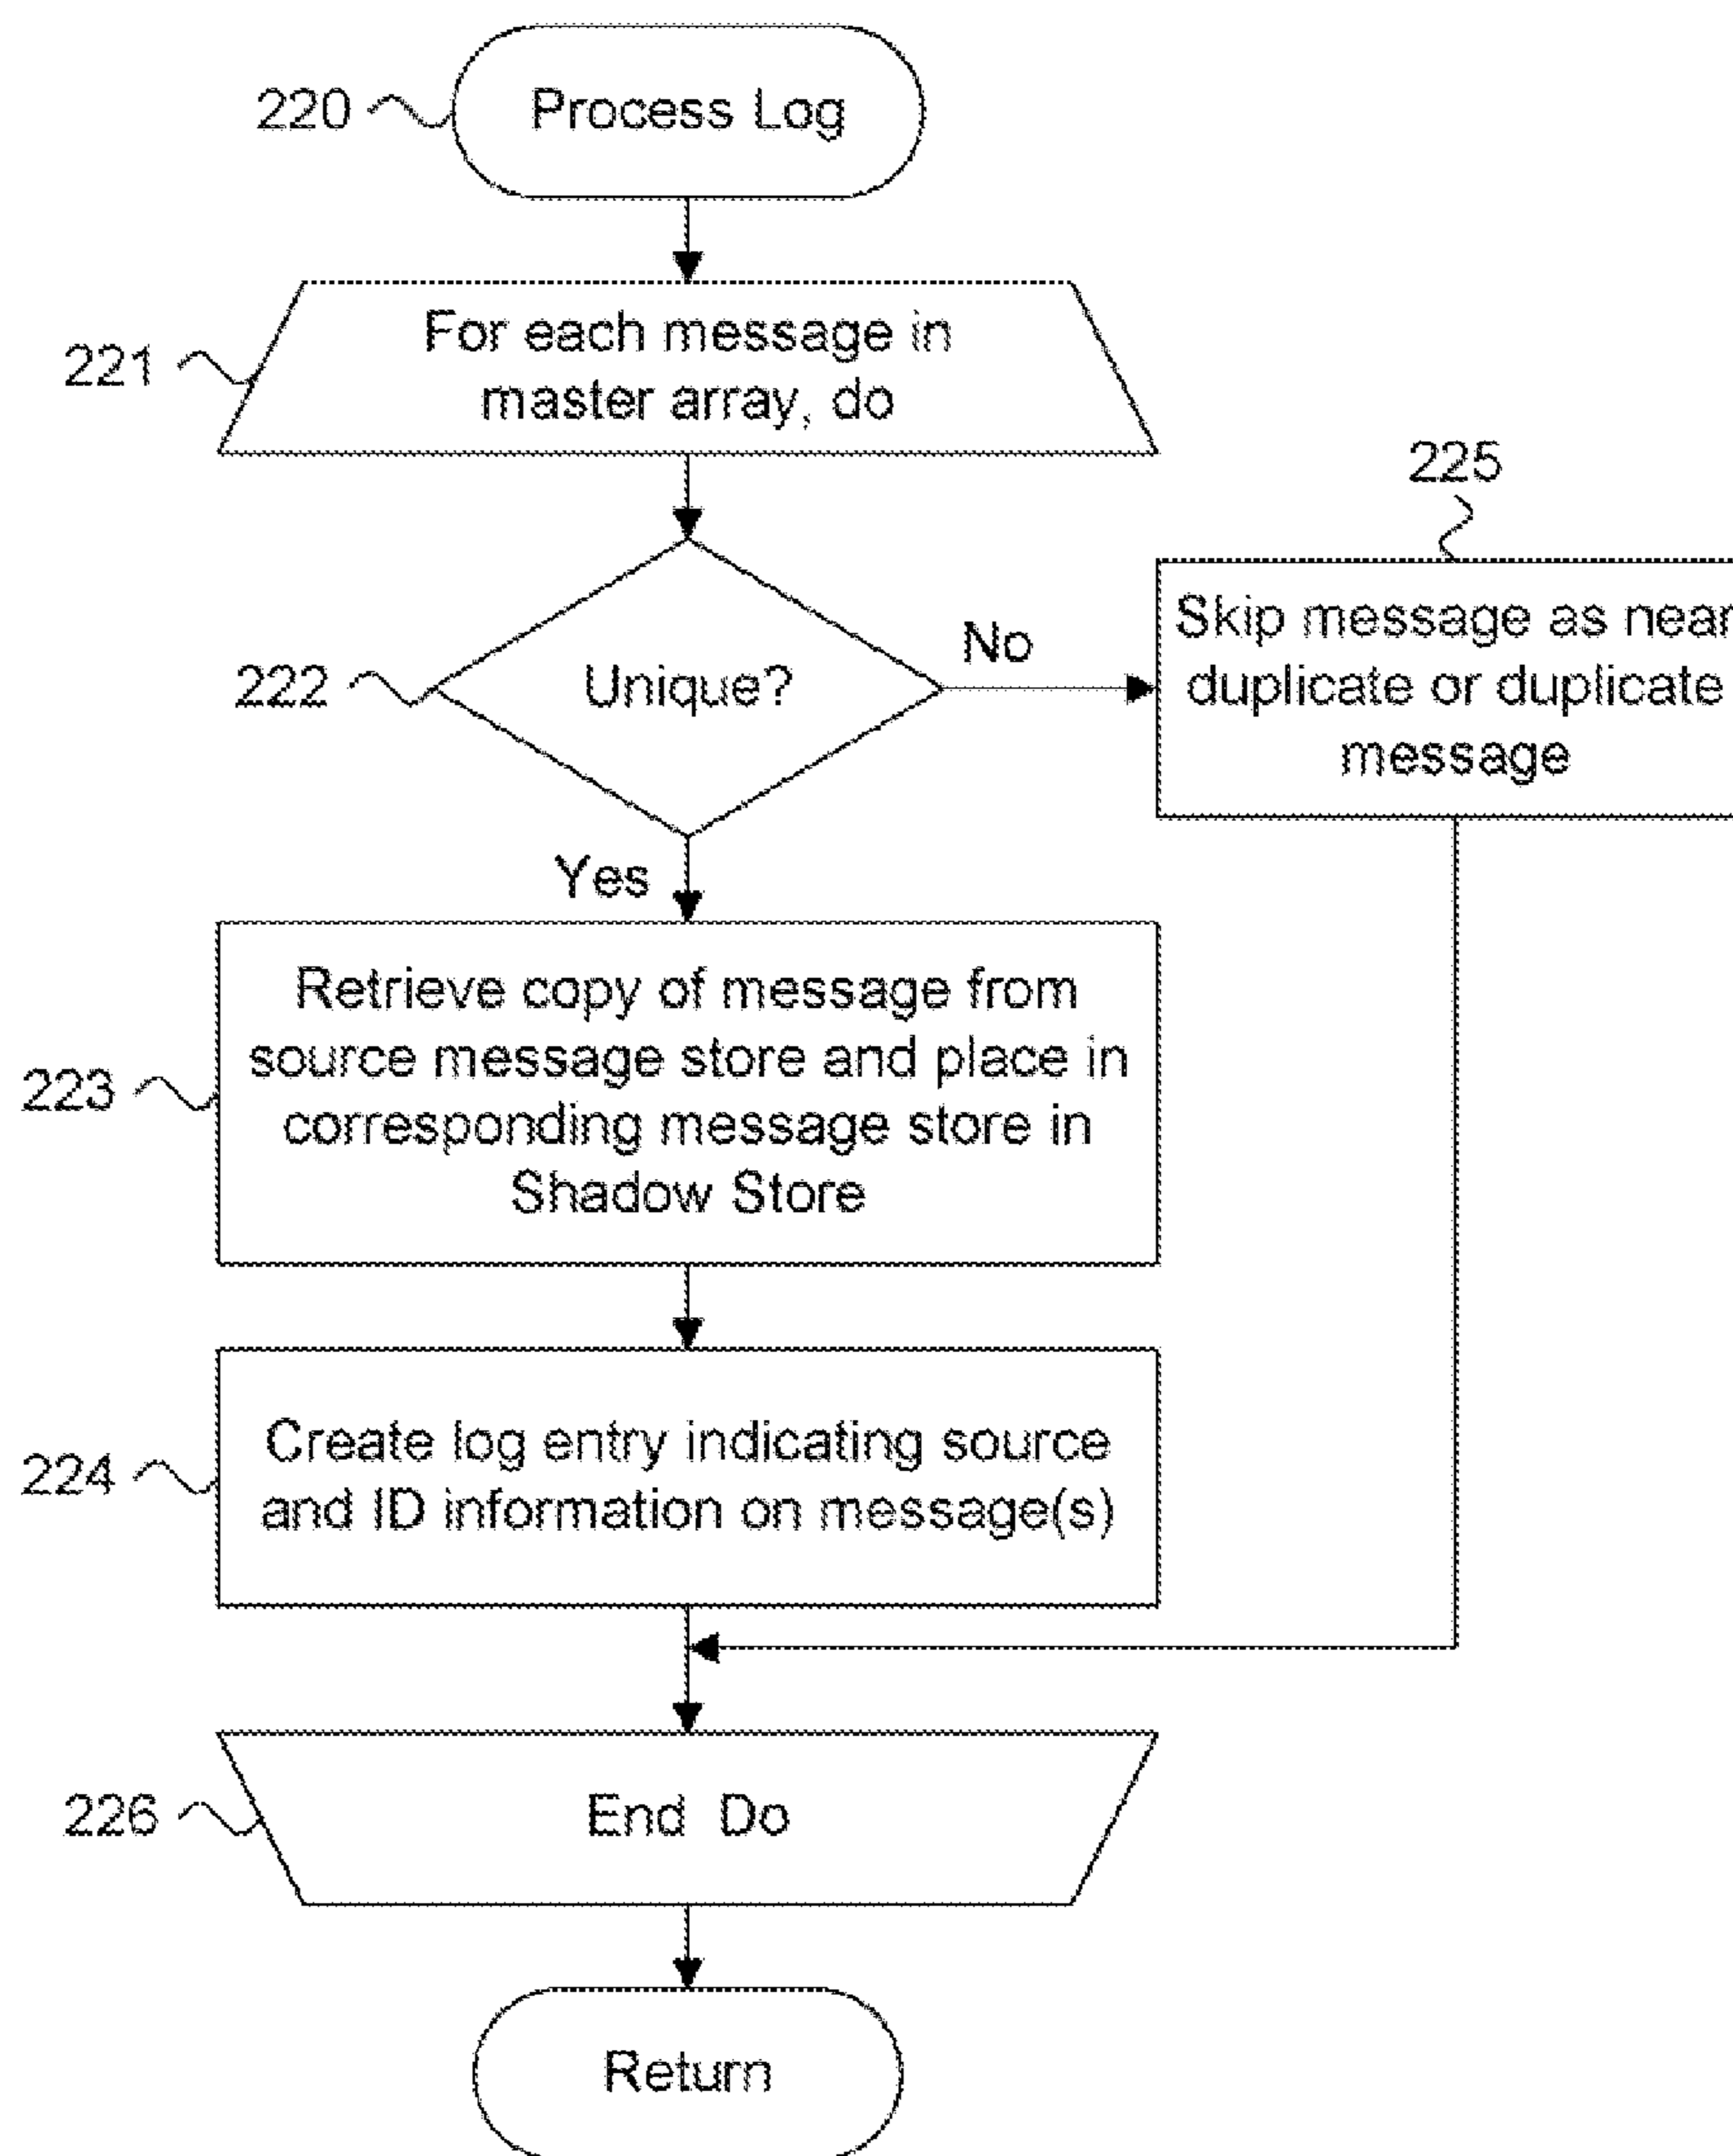 220
Process Log
221
For each message in
master array, do
225
222
Unique?
No
Skip message as near
duplicate or duplicate
message
Yes
223
Retrieve copy of message from
source message store and place in
corresponding message store in
Shadow Store
224
Create log entry indicating source
and ID information on message(s)
226
End Do
Return